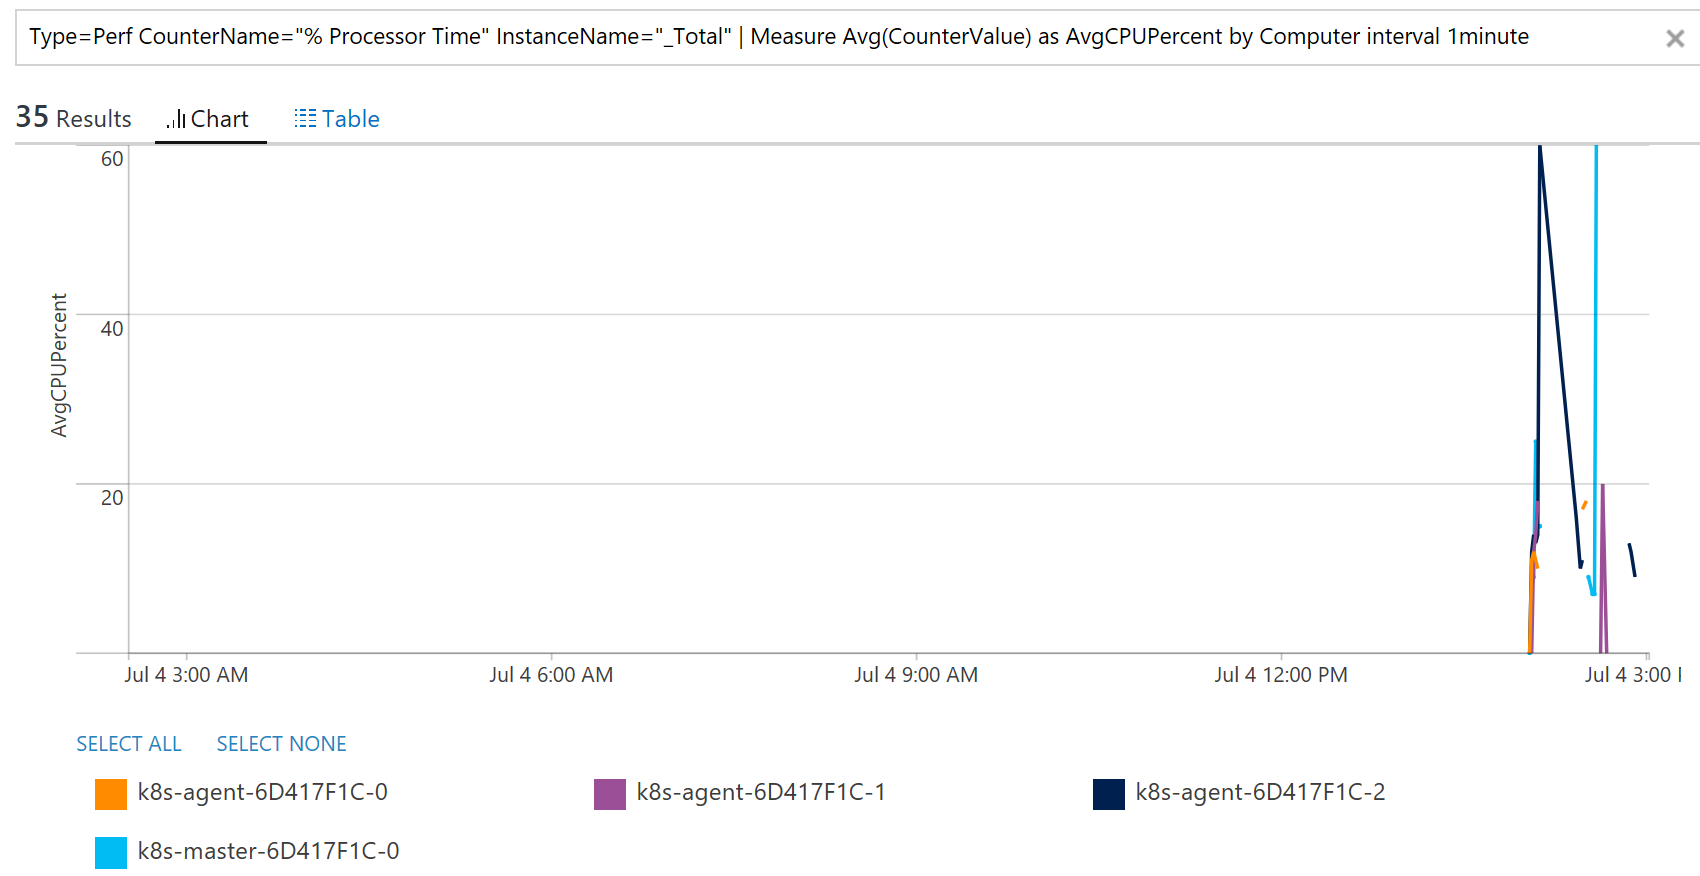 Type=Perf CounterName="% Processor Time" InstanceName="_Total" | Measure Avg(CounterValue) as AvgCPUPercent by Computer interval 1minute
35 Results Chart Table
60
40
20
AvgCPUPercent
Jul 4 3:00 AM Jul 4 6:00 AM Jul 4 9:00 AM Jul 4 12:00 PM Jul 4 3:00
SELECT ALL SELECT NONE
k8s-agent-6D417F1C-0 k8s-agent-6D417F1C-1 k8s-agent-6D417F1C-2
k8s-master-6D417F1C-0